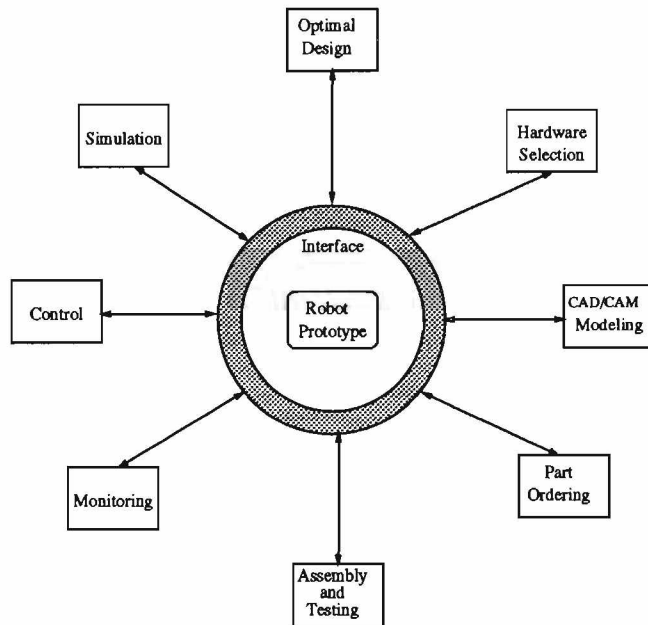 Optimal
Design
Simulation
Hardware
Selection
Interface
Control
Robot
Prototype
CAD/CAM
Modeling
Monitoring
Part
Ordering
Assembly
and
Testing